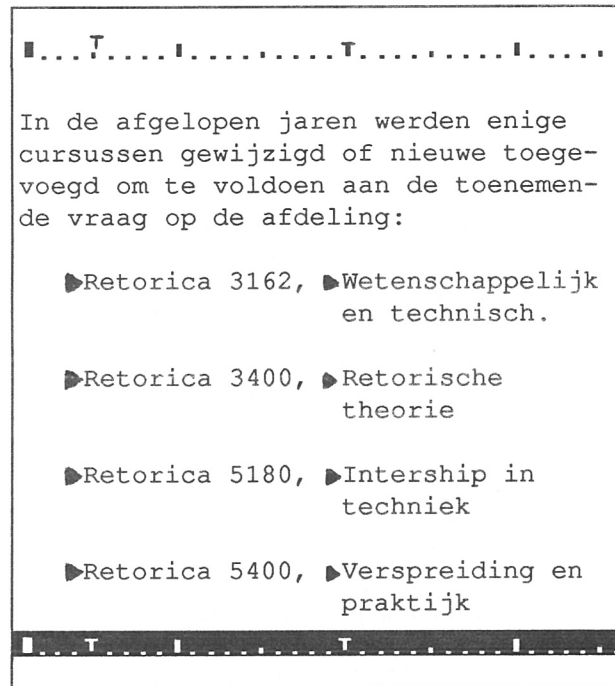 In de afgelopen jaren werden enige
cursussen gewijzigd of nieuwe toege-
voegd om te voldoen aan de toenemen-
de vraag op de afdeling:
▶Retorica 3162, ▶Wetenschappelijk
en technisch.
▶Retorica 3400, ▶Retorische
theorie
▶Retorica 5180, ▶Intership in
techniek
▶Retorica 5400, ▶Verspreiding en
praktijk